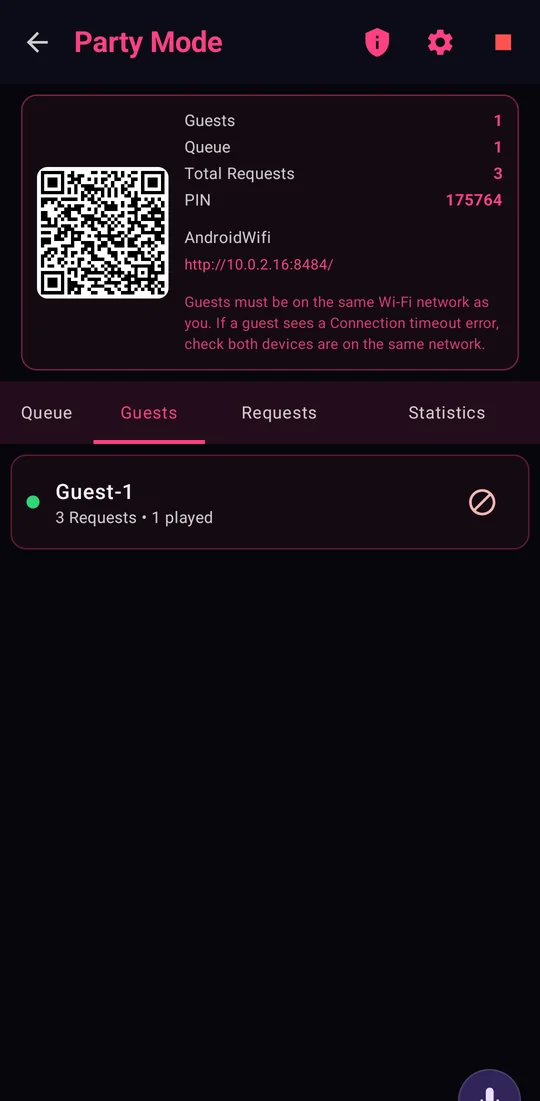 Party Mode
Guests 1
Queue 1
Total Requests 3
PIN 175764
AndroidWifi
http://10.0.2.16:8484/
Guests must be on the same Wi-Fi network as
you. If a guest sees a Connection timeout error,
check both devices are on the same network.
Queue Guests Requests Statistics
Guest-1
3 Requests • 1 played